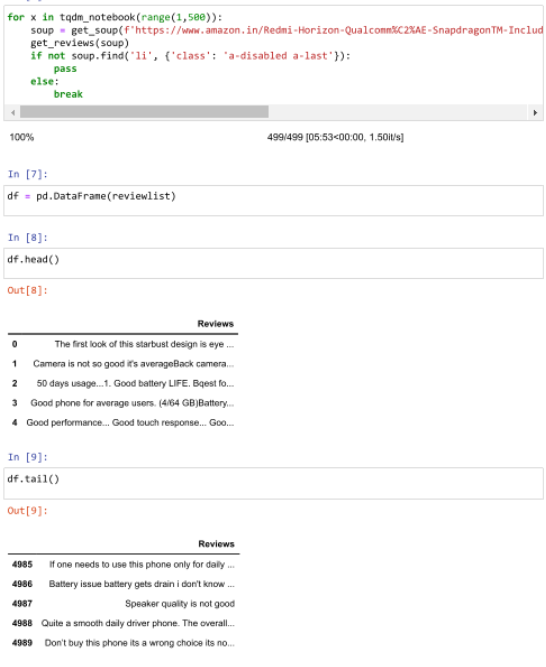 for x in tqdm_notebook(range(1,500)):
soup = get_soup(f'https://www.amazon.in/Redmi-Horizon-Qualcomm%C2%AE-SnapdragonTM-Includ
get_reviews(soup)
if not soup.find('li', {'class': 'a-disabled a-last'}):
pass
else:
break
100% 499/499 [05:53<00:00, 1.50it/s]
In [7]:
df = pd.DataFrame(reviewlist)
In [8]:
df.head()
Out[8]:
Reviews
0 The first look of this starbust design is eye ...
1 Camera is not so good it's averageBack camera...
2 50 days usage...1. Good battery LIFE. Bqest fo...
3 Good phone for average users. (4/64 GB)Battery...
4 Good performance... Good touch response... Goo...
In [9]:
df.tail()
Out[9]:
Reviews
4985 If one needs to use this phone only for daily ...
4986 Battery issue battery gets drain i don't know ...
4987 Speaker quality is not good
4988 Quite a smooth daily driver phone. The overall...
4989 Don't buy this phone its a wrong choice its no...